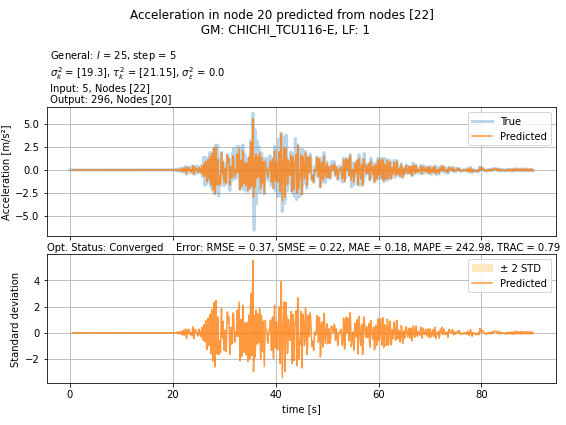 Acceleration in node 20 predicted from nodes [22]
GM: CHICHI_TCU116-E, LF: 1
General: l = 25, step = 5
σ²ₖ = [19.3], τ²ₖ = [21.15], σ²ε = 0.0
Input: 5, Nodes [22]
Output: 296, Nodes [20]
5.0
2.5
0.0
−2.5
−5.0
Acceleration [m/s²]
True
Predicted
Opt. Status: Converged Error: RMSE = 0.37, SMSE = 0.22, MAE = 0.18, MAPE = 242.98, TRAC = 0.79
4
2
0
−2
Standard deviation
± 2 STD
Predicted
0 20 40 60 80
time [s]